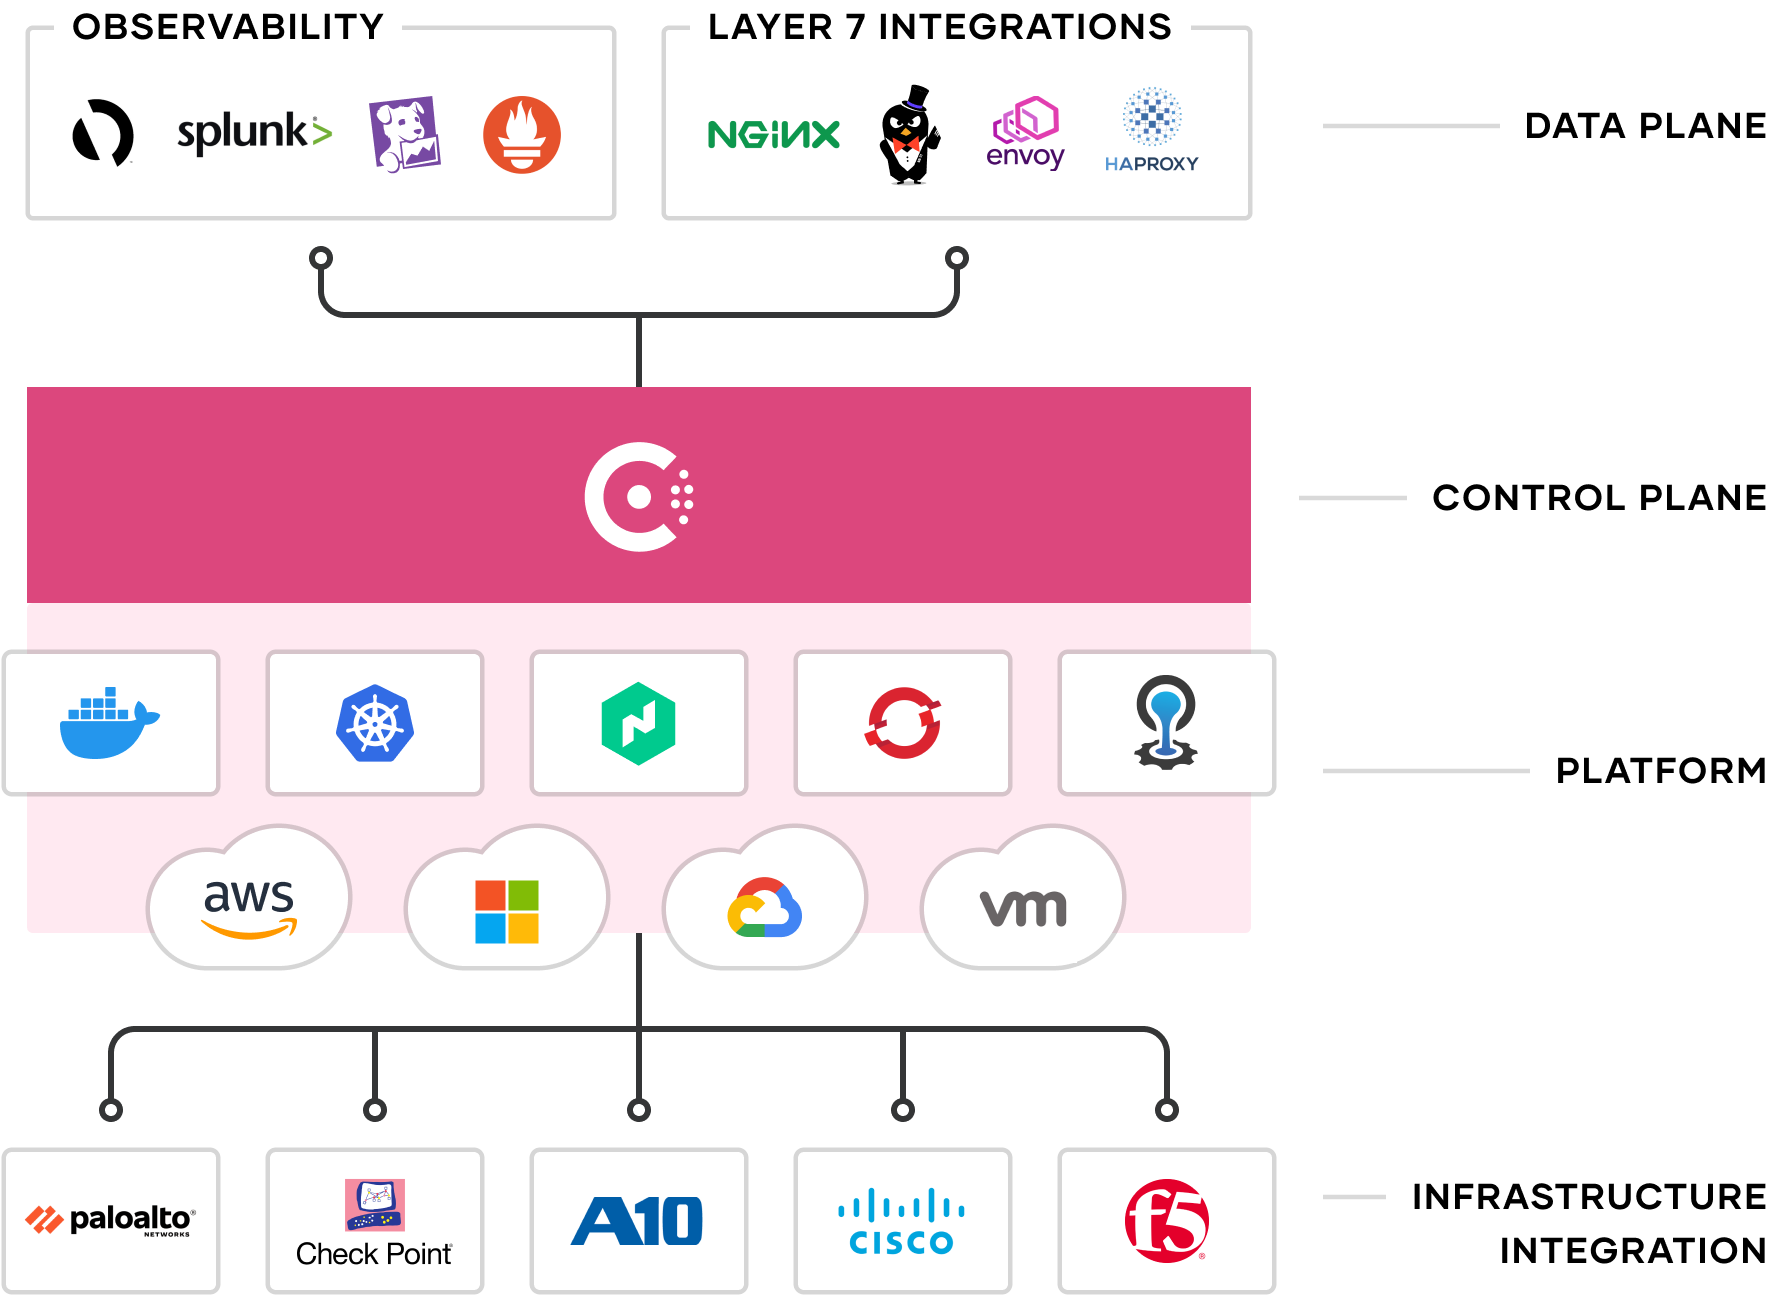 OBSERVABILITY
LAYER 7 INTEGRATIONS
splunk>
NGINX
envoy
HAPROXY
DATA PLANE
CONTROL PLANE
PLATFORM
aws
vm
paloalto®
NETWORKS
Check Point
A10
CISCO
f5®
INFRASTRUCTURE
INTEGRATION